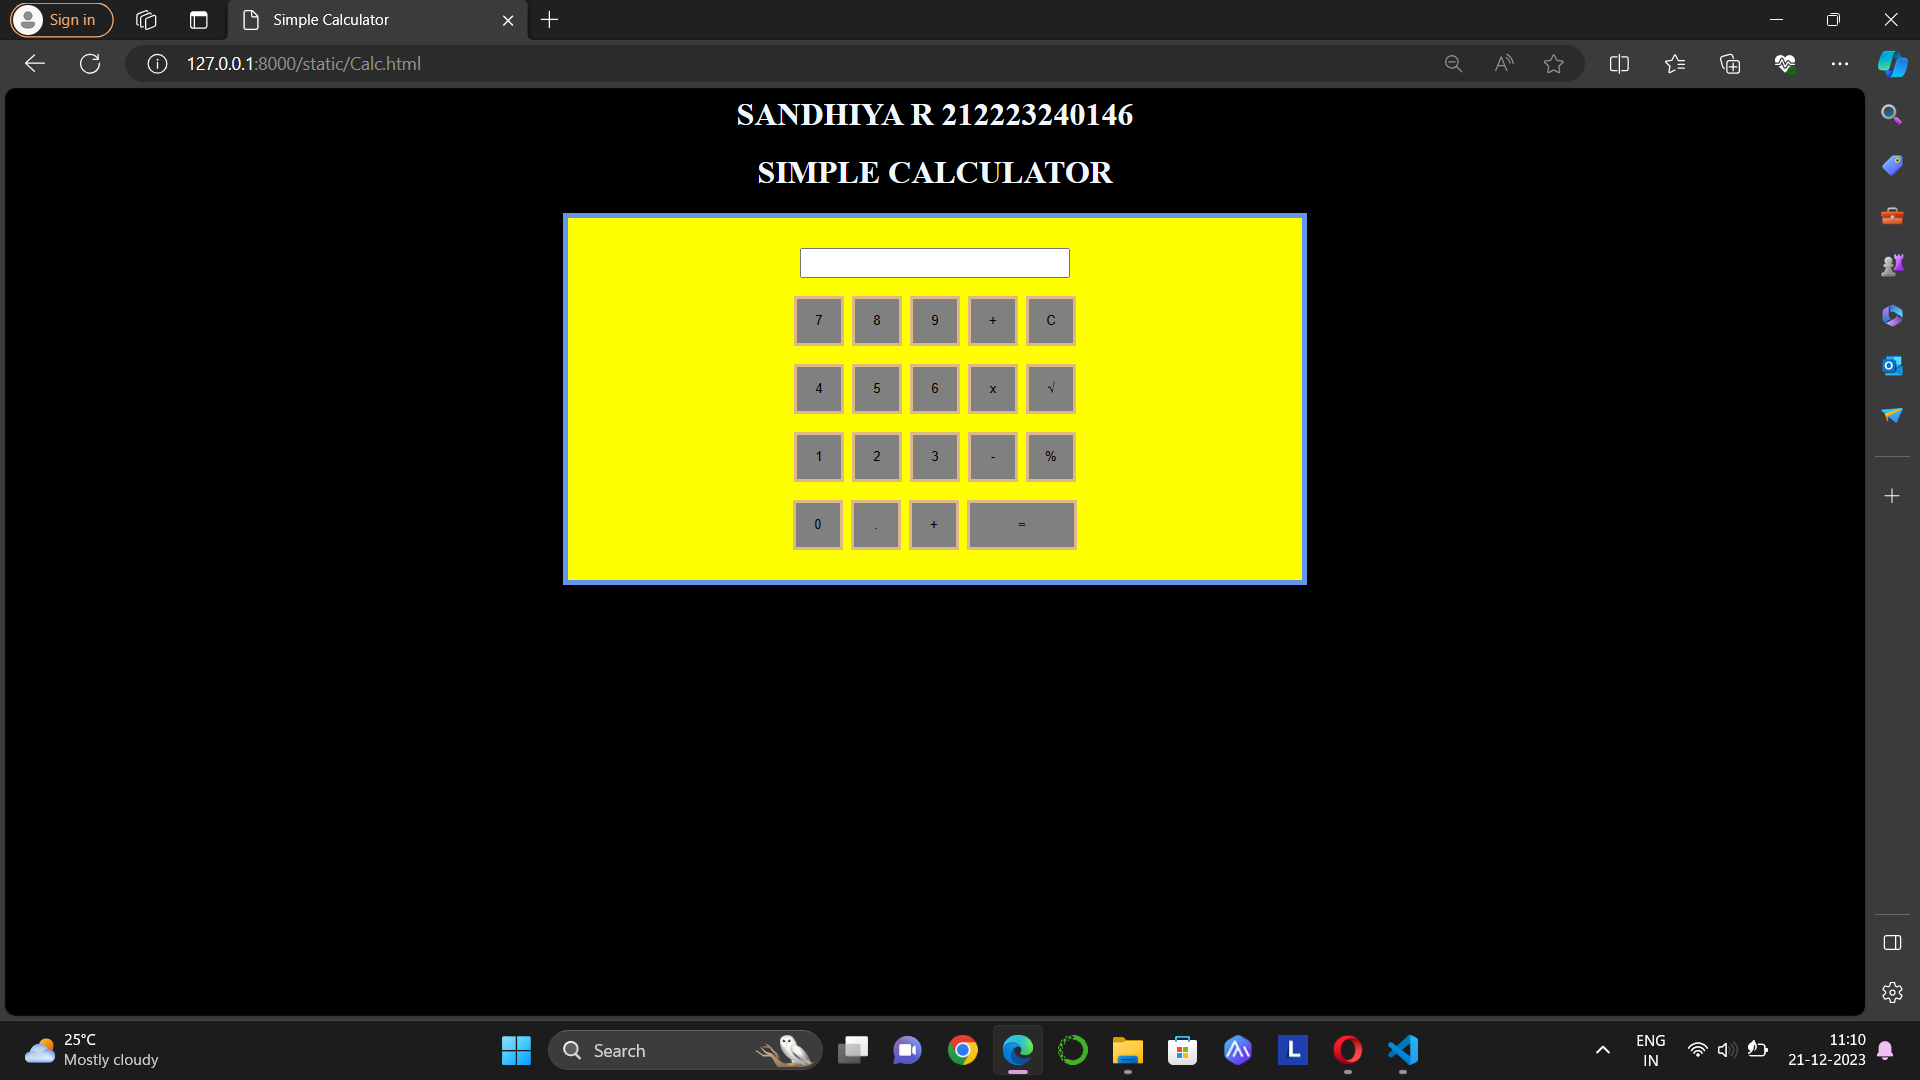 Sign in
Simple Calculator
127.0.0.1:8000/static/Calc.html
SANDHIYA R 212223240146
SIMPLE CALCULATOR
7 8 9 + C
4 5 6 x √
1 2 3 - %
0 . + =
25°C
Mostly cloudy
Search
L
ENG
IN
11:10
21-12-2023